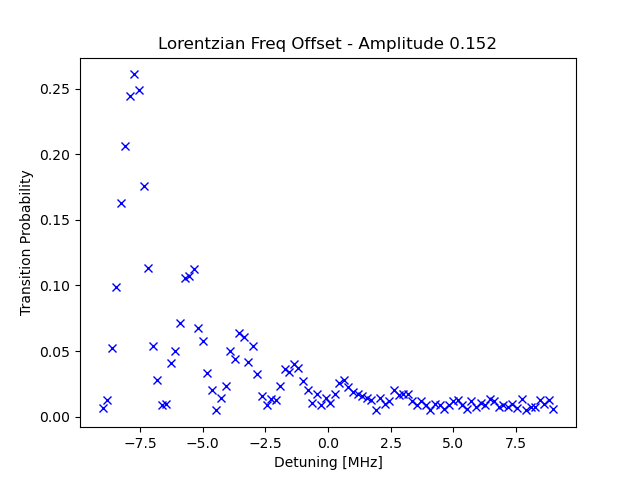 Lorentzian Freq Offset - Amplitude 0.152
0.25
0.20
0.15
0.10
0.05
0.00
Transition Probability
−7.5 −5.0 −2.5 0.0 2.5 5.0 7.5
Detuning [MHz]